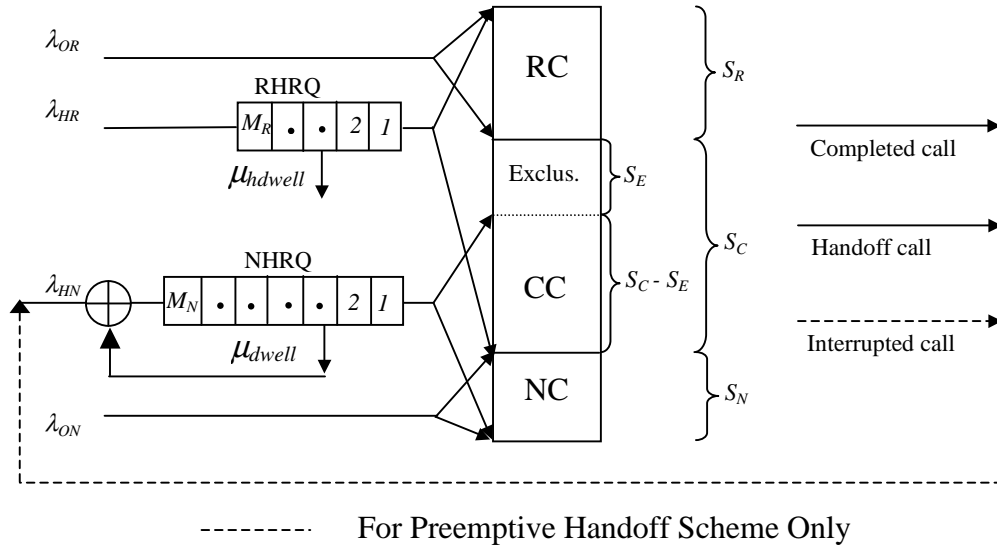 λOR
RC
SR
RHRQ
λHR
MR • • 2 1
Completed call
μhdwell
Exclus.
SE
Handoff call
SC
NHRQ
λHN
MN • • • • 2 1
CC
SC - SE
μdwell
Interrupted call
NC
SN
λON
For Preemptive Handoff Scheme Only